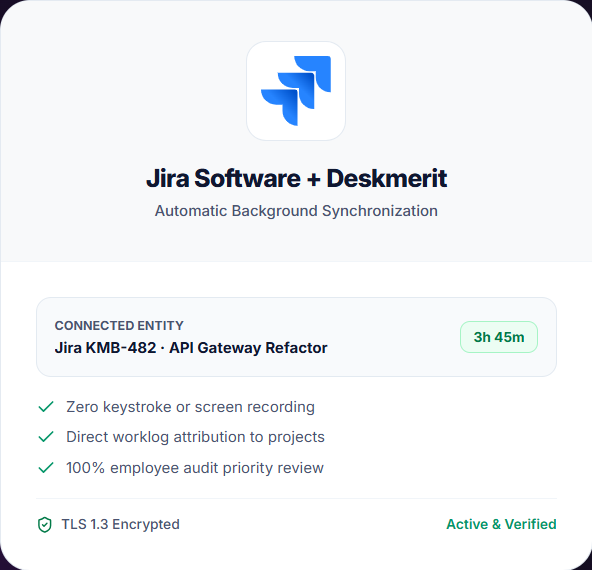 Jira Software + Deskmerit
Automatic Background Synchronization
CONNECTED ENTITY
Jira KMB-482 · API Gateway Refactor
3h 45m
Zero keystroke or screen recording
Direct worklog attribution to projects
100% employee audit priority review
TLS 1.3 Encrypted
Active & Verified